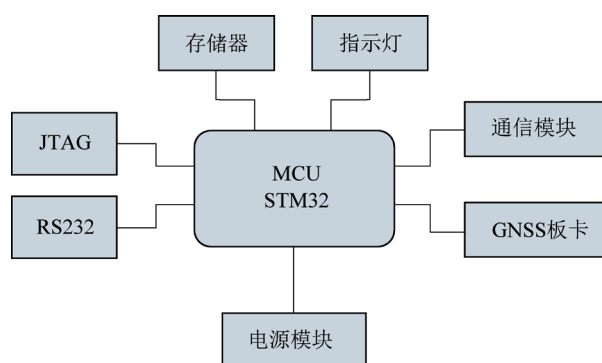 存储器
指示灯
JTAG
通信模块
MCU
STM32
RS232
GNSS板卡
电源模块